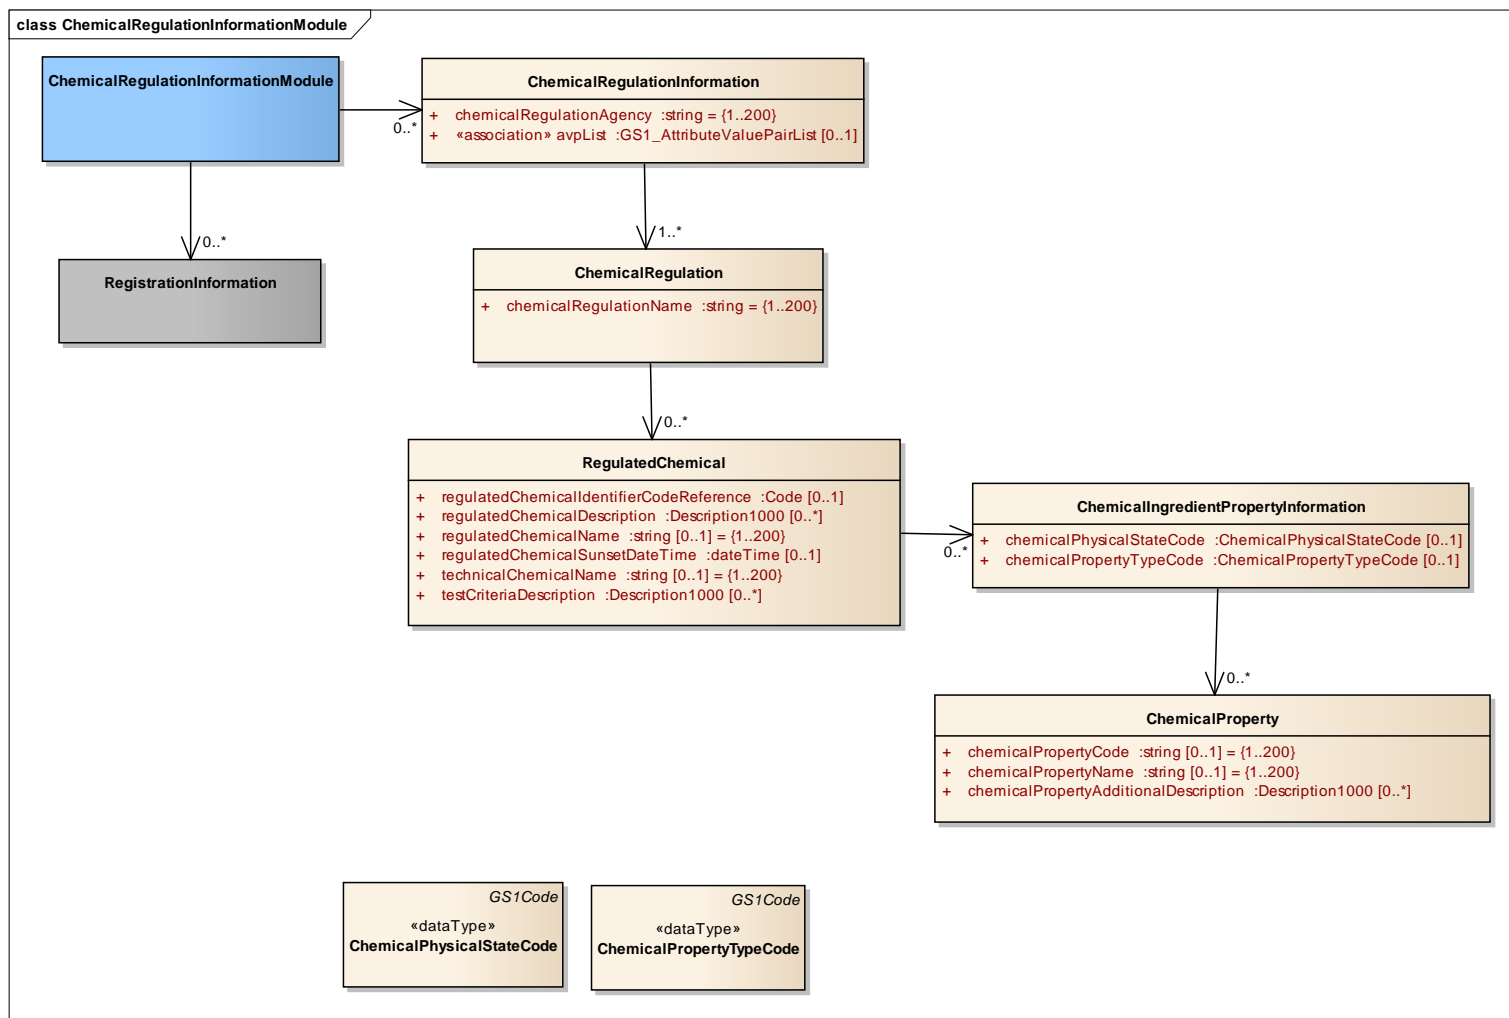 class ChemicalRegulationInformationModule
ChemicalRegulationInformationModule
0..*
ChemicalRegulationInformation
+ chemicalRegulationAgency :string = {1..200}
+ «association» avpList :GS1_AttributeValuePairList [0..1]
0..*
RegistrationInformation
1..*
ChemicalRegulation
+ chemicalRegulationName :string = {1..200}
0..*
RegulatedChemical
+ regulatedChemicalIdentifierCodeReference :Code [0..1]
+ regulatedChemicalDescription :Description1000 [0..*]
+ regulatedChemicalName :string [0..1] = {1..200}
+ regulatedChemicalSunsetDateTime :dateTime [0..1]
+ technicalChemicalName :string [0..1] = {1..200}
+ testCriteriaDescription :Description1000 [0..*]
0..*
ChemicalIngredientPropertyInformation
+ chemicalPhysicalStateCode :ChemicalPhysicalStateCode [0..1]
+ chemicalPropertyTypeCode :ChemicalPropertyTypeCode [0..1]
0..*
ChemicalProperty
+ chemicalPropertyCode :string [0..1] = {1..200}
+ chemicalPropertyName :string [0..1] = {1..200}
+ chemicalPropertyAdditionalDescription :Description1000 [0..*]
GS1Code
«dataType»
ChemicalPhysicalStateCode
GS1Code
«dataType»
ChemicalPropertyTypeCode